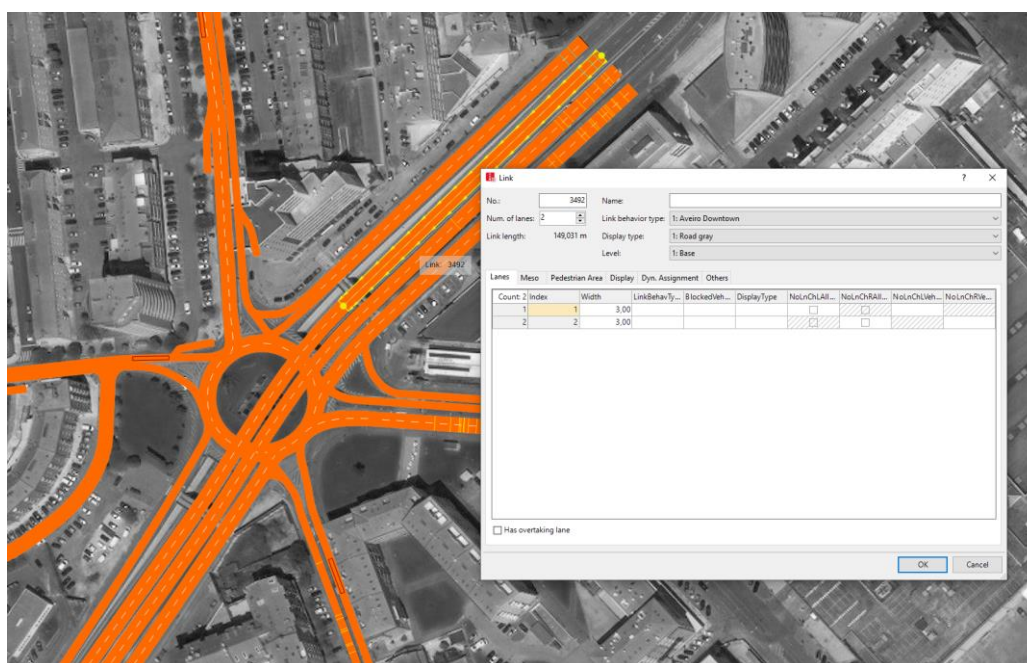 Link
? ×
No.: 3492 Name:
Num. of lanes: 2 Link behavior type: 1: Aveiro Downtown
Link length: 149,031 m Display type: 1: Road gray
Level: 1: Base
Link: 3492
Lanes Meso Pedestrian Area Display Dyn. Assignment Others
Count: 2 Index Width LinkBehavTy... BlockedVeh... DisplayType NoLnChLAll... NoLnChRAll... NoLnChLVeh... NoLnChRVe...
1 1 3,00
2 2 3,00
Has overtaking lane
OK Cancel